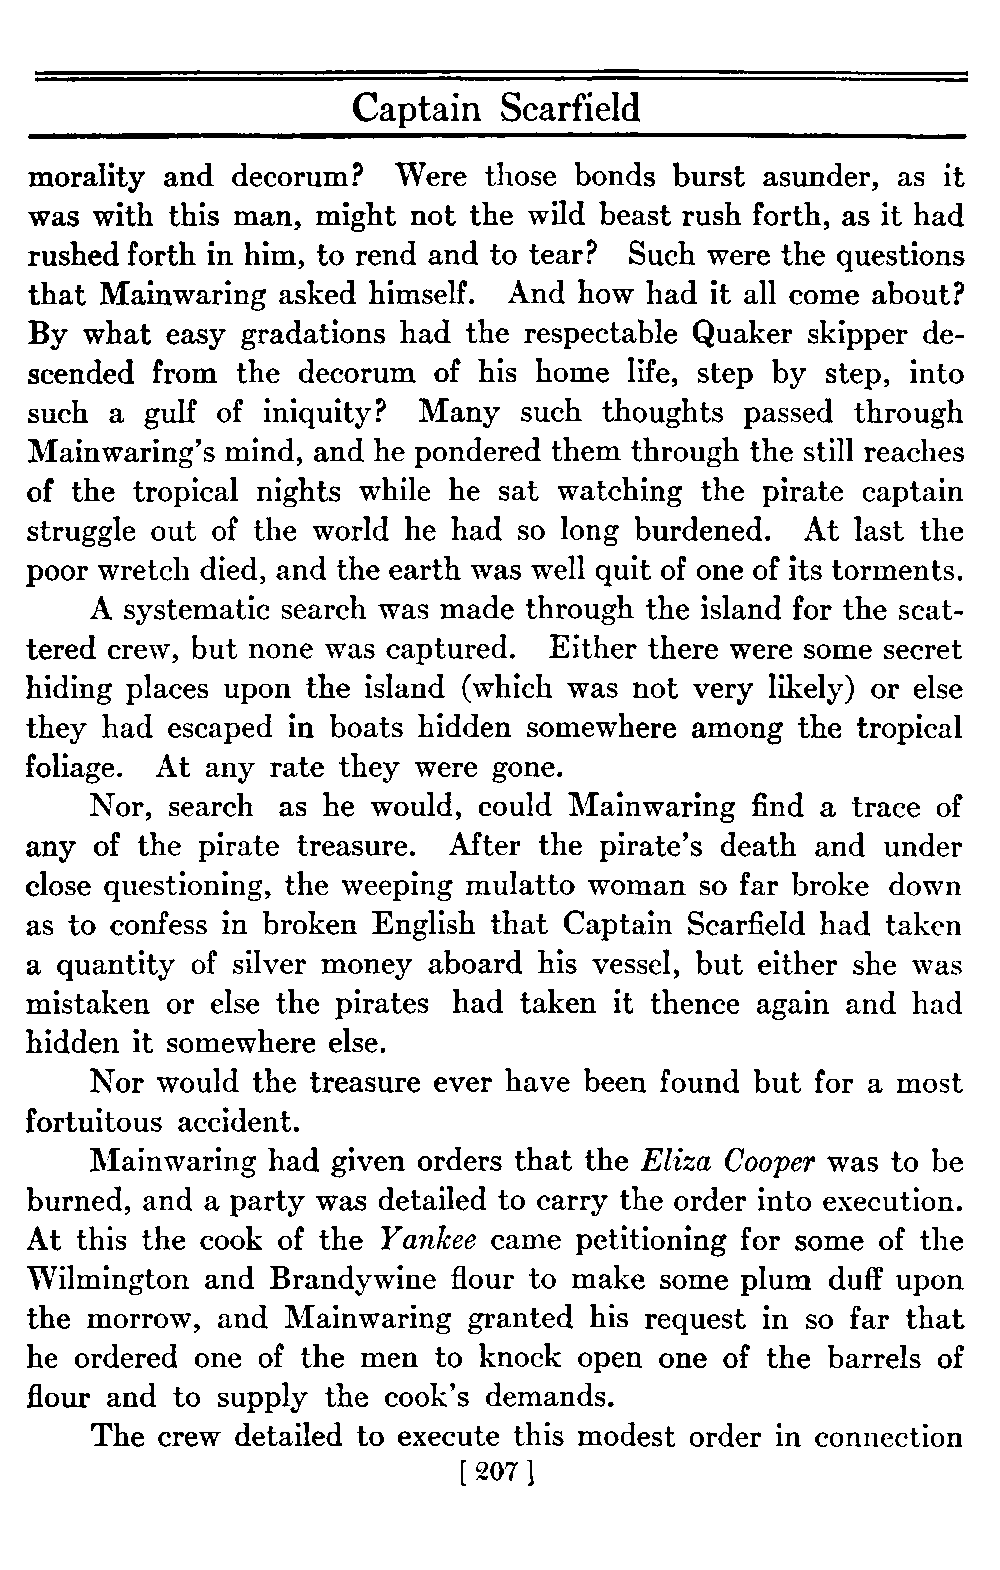 Captain Scarfield
morality and decorum? Were those bonds burst asunder, as it
was with this man, might not the wild beast rush forth, as it had
rushed forth in him, to rend and to tear? Such were the questions
that Mainwaring asked himself. And how had it all come about?
By what easy gradations had the respectable Quaker skipper de-
scended from the decorum of his home life, step by step, into
such a gulf of iniquity? Many such thoughts passed through
Mainwaring's mind, and he pondered them through the still reaches
of the tropical nights while he sat watching the pirate captain
struggle out of the world he had so long burdened. At last the
poor wretch died, and the earth was well quit of one of its torments.
A systematic search was made through the island for the scat-
tered crew, but none was captured. Either there were some secret
hiding places upon the island (which was not very likely) or else
they had escaped in boats hidden somewhere among the tropical
foliage. At any rate they were gone.
Nor, search as he would, could Mainwaring find a trace of
any of the pirate treasure. After the pirate's death and under
close questioning, the weeping mulatto woman so far broke down
as to confess in broken English that Captain Scarfield had taken
a quantity of silver money aboard his vessel, but either she was
mistaken or else the pirates had taken it thence again and had
hidden it somewhere else.
Nor would the treasure ever have been found but for a most
fortuitous accident.
Mainwaring had given orders that the Eliza Cooper was to be
burned, and a party was detailed to carry the order into execution.
At this the cook of the Yankee came petitioning for some of the
Wilmington and Brandywine flour to make some plum duff upon
the morrow, and Mainwaring granted his request in so far that
he ordered one of the men to knock open one of the barrels of
flour and to supply the cook's demands.
The crew detailed to execute this modest order in connection
[ 207 ]